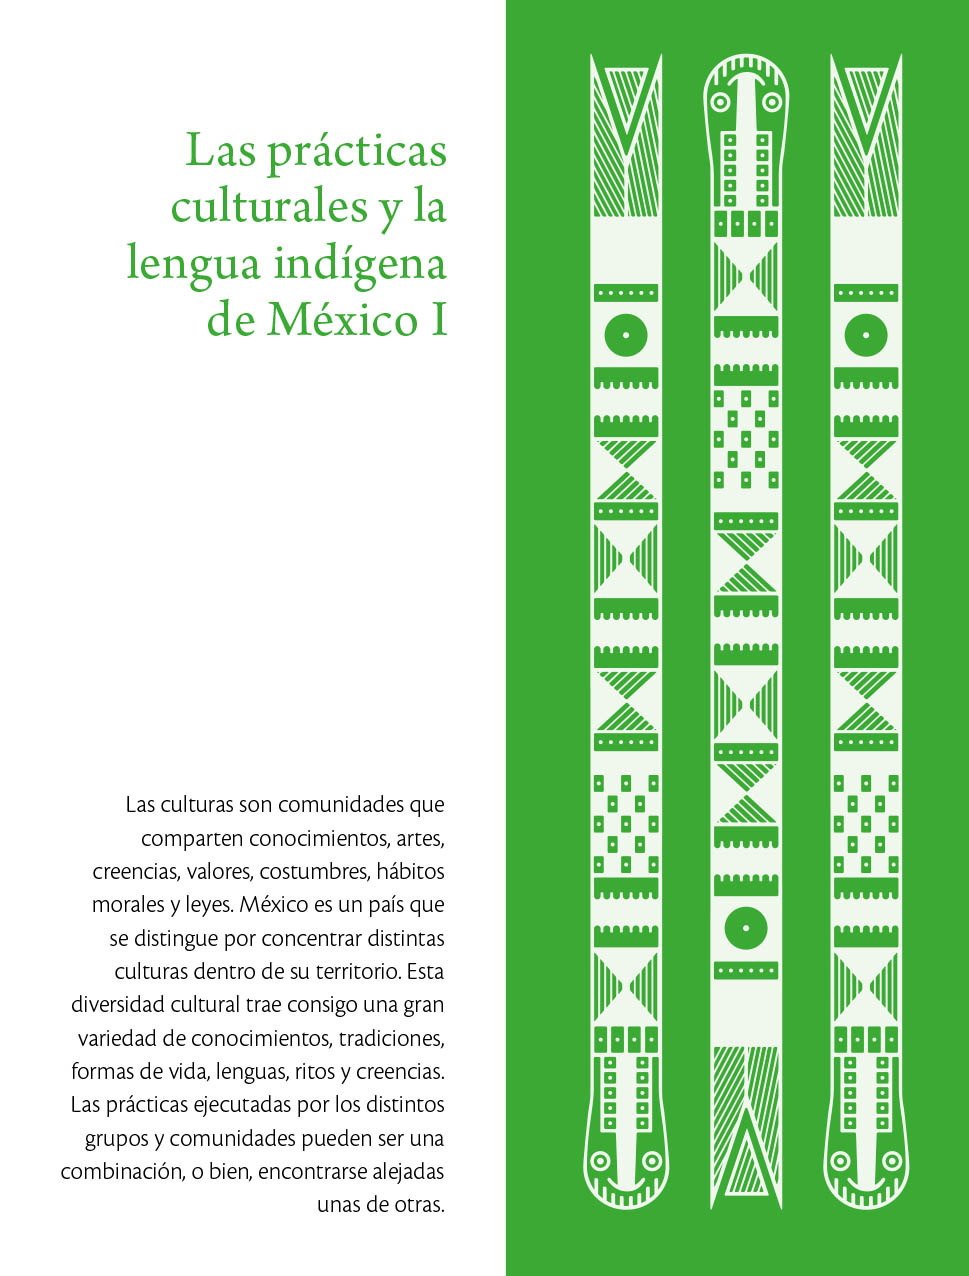 Las prácticas
culturales y la
lengua indígena
de México I
Las culturas son comunidades que
comparten conocimientos, artes,
creencias, valores, costumbres, hábitos
morales y leyes. México es un país que
se distingue por concentrar distintas
culturas dentro de su territorio. Esta
diversidad cultural trae consigo una gran
variedad de conocimientos, tradiciones,
formas de vida, lenguas, ritos y creencias.
Las prácticas ejecutadas por los distintos
grupos y comunidades pueden ser una
combinación, o bien, encontrarse alejadas
unas de otras.